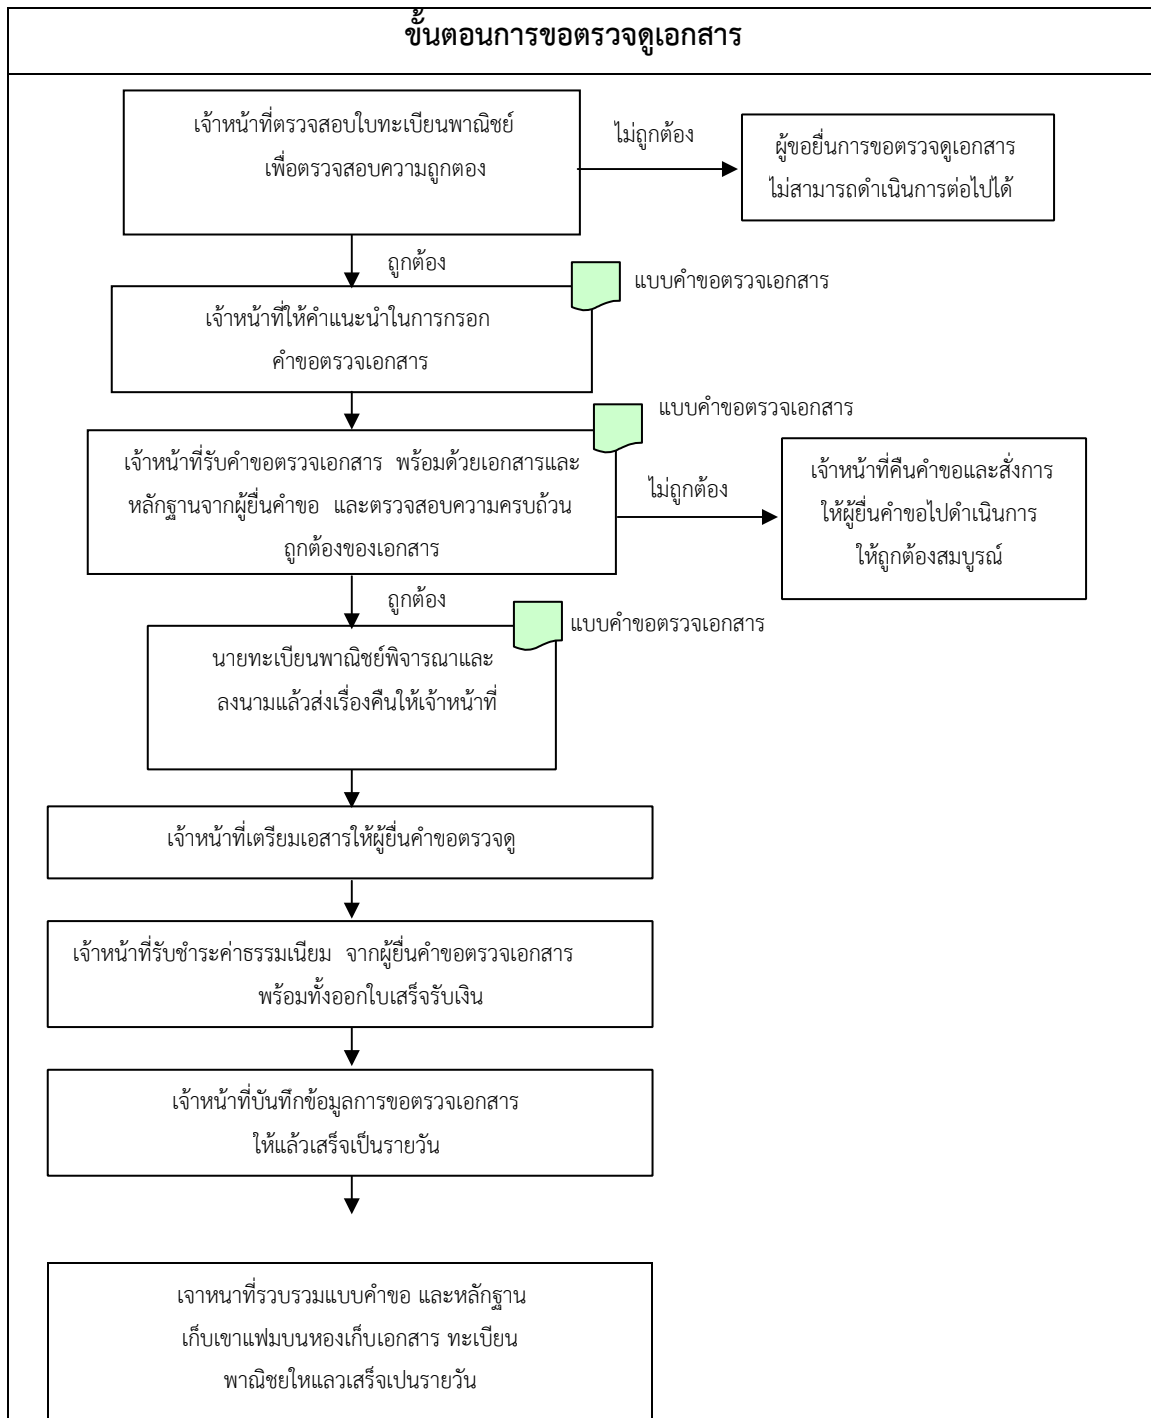 ขั้นตอนการขอตรวจดูเอกสาร
เจ้าหน้าที่ตรวจสอบใบทะเบียนพาณิชย์
เพื่อตรวจสอบความถูกตอง
ไม่ถูกต้อง
ผู้ขอยื่นการขอตรวจดูเอกสาร
ไม่สามารถดำเนินการต่อไปได้
ถูกต้อง
แบบคำขอตรวจเอกสาร
เจ้าหน้าที่ให้คำแนะนำในการกรอก
คำขอตรวจเอกสาร
แบบคำขอตรวจเอกสาร
เจ้าหน้าที่รับคำขอตรวจเอกสาร พร้อมด้วยเอกสารและ
หลักฐานจากผู้ยื่นคำขอ และตรวจสอบความครบถ้วน
ถูกต้องของเอกสาร
ไม่ถูกต้อง
เจ้าหน้าที่คืนคำขอและสั่งการ
ให้ผู้ยื่นคำขอไปดำเนินการ
ให้ถูกต้องสมบูรณ์
ถูกต้อง
แบบคำขอตรวจเอกสาร
นายทะเบียนพาณิชย์พิจารณาและ
ลงนามแล้วส่งเรื่องคืนให้เจ้าหน้าที่
เจ้าหน้าที่เตรียมเอสารให้ผู้ยื่นคำขอตรวจดู
เจ้าหน้าที่รับชำระค่าธรรมเนียม จากผู้ยื่นคำขอตรวจเอกสาร
พร้อมทั้งออกใบเสร็จรับเงิน
เจ้าหน้าที่บันทึกข้อมูลการขอตรวจเอกสาร
ให้แล้วเสร็จเป็นรายวัน
เจาหนาที่รวบรวมแบบคำขอ และหลักฐาน
เก็บเขาแฟมบนหองเก็บเอกสาร ทะเบียน
พาณิชยใหแลวเสร็จเปนรายวัน